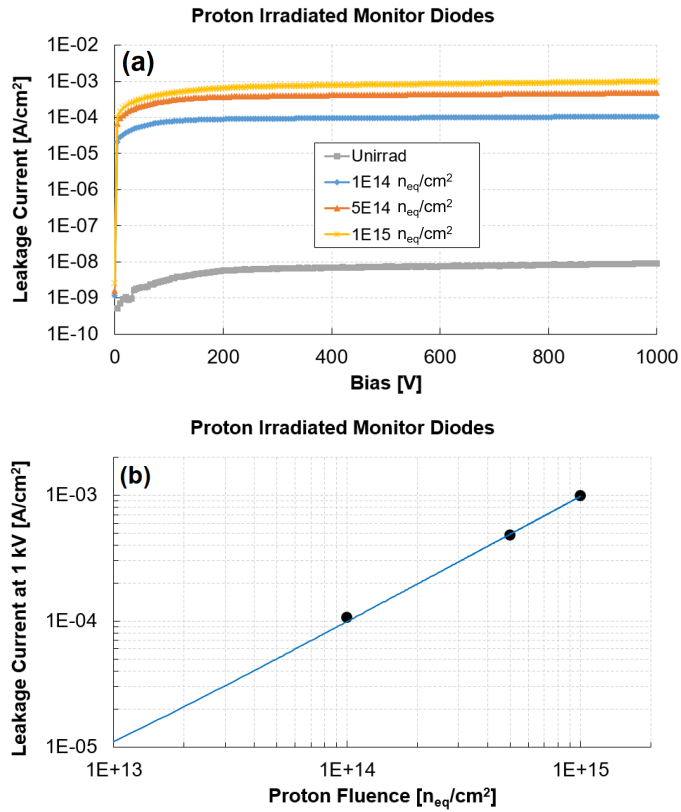 Proton Irradiated Monitor Diodes
(a)
Leakage Current [A/cm²]
1E-02
1E-03
1E-04
1E-05
1E-06
1E-07
1E-08
1E-09
1E-10
Unirrad
1E14 nₑq/cm²
5E14 nₑq/cm²
1E15 nₑq/cm²
0 200 400 600 800 1000
Bias [V]
Proton Irradiated Monitor Diodes
(b)
Leakage Current at 1 kV [A/cm²]
1E-03
1E-04
1E-05
1E+13 1E+14 1E+15
Proton Fluence [nₑq/cm²]